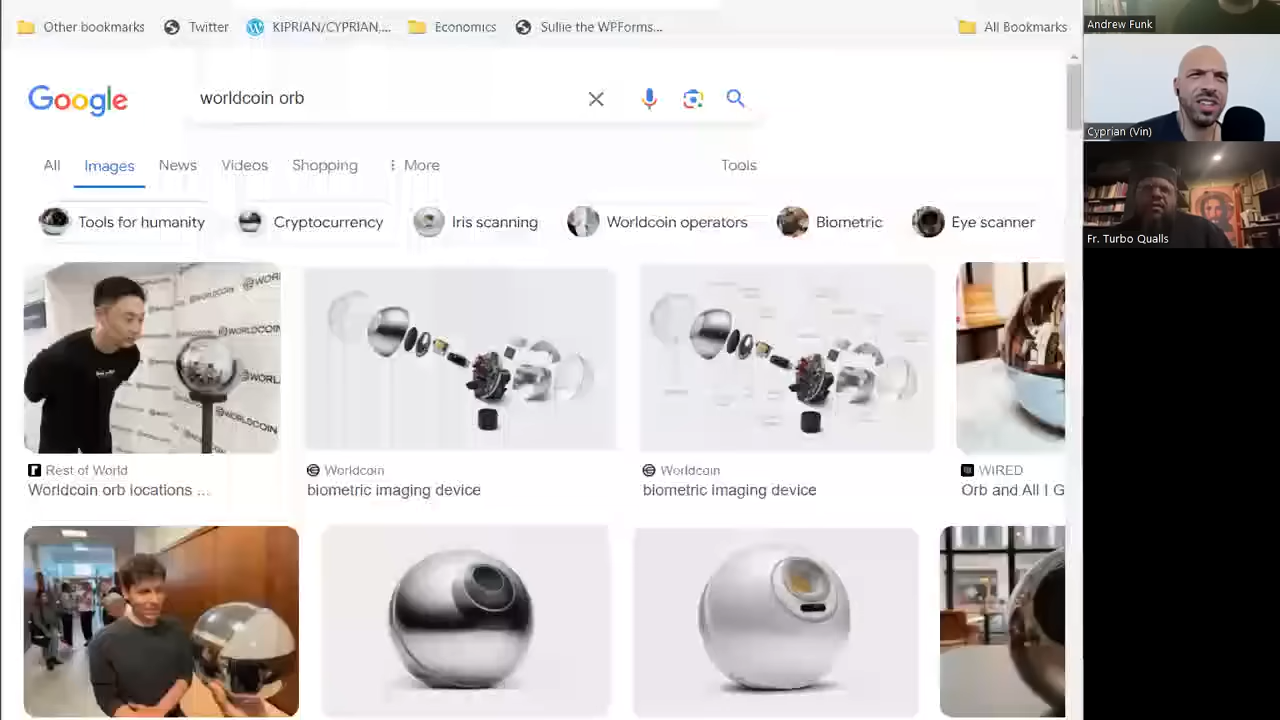 Other bookmarks Twitter KIPRIAN/CYPRIAN,... Economics Sullie the WPForms... All Bookmarks
Andrew Funk
Google worldcoin orb
Cyprian (Vin)
All Images News Videos Shopping More Tools
Tools for humanity Cryptocurrency Iris scanning Worldcoin operators Biometric Eye scanner
Fr. Turbo Qualls
WORLDCOIN
Rest of World Worldcoin Worldcoin WIRED
Worldcoin orb locations ... biometric imaging device biometric imaging device Orb and All | G